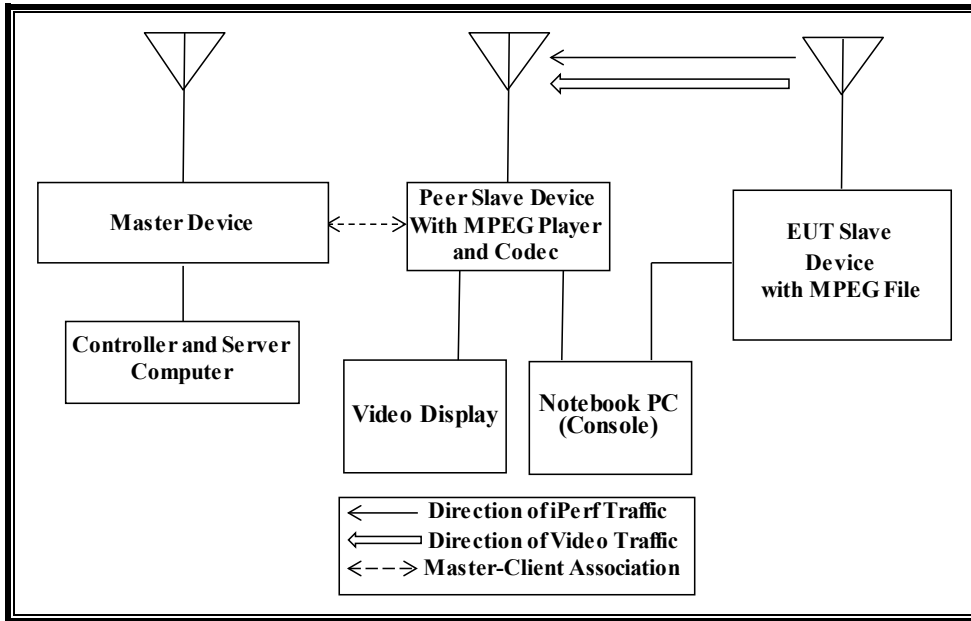 Master Device
Controller and Server
Computer
Peer Slave Device
With MPEG Player
and Codec
Video Display
Notebook PC
(Console)
EUT Slave
Device
with MPEG File
Direction of iPerf Traffic
Direction of Video Traffic
Master-Client Association